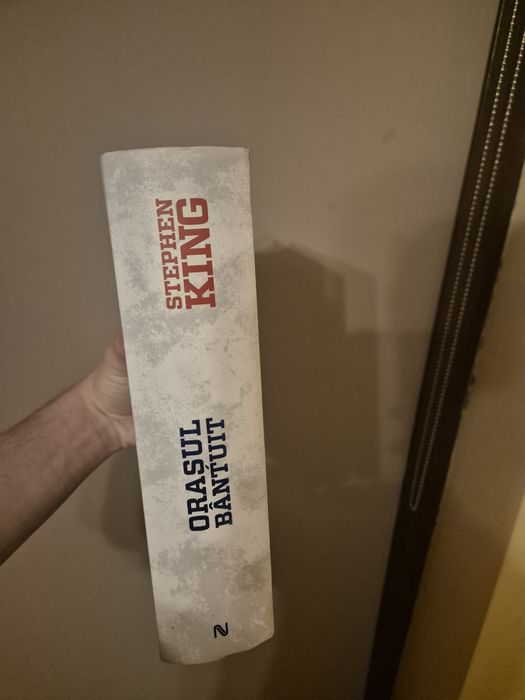 STEPHEN
KING
ORAȘUL
BÂNTUIT